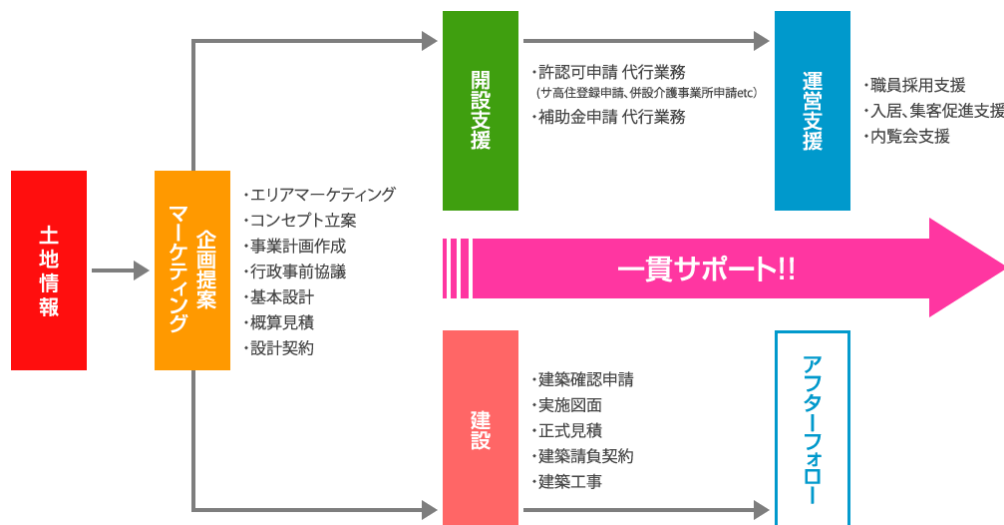 土地情報
企画提案
マーケティング
・エリアマーケティング
・コンセプト立案
・事業計画作成
・行政事前協議
・基本設計
・概算見積
・設計契約
開設支援
・許認可申請 代行業務
(サ高住登録申請、併設介護事業所申請etc)
・補助金申請 代行業務
運営支援
・職員採用支援
・入居、集客促進支援
・内覧会支援
一貫サポート!!
建設
・建築確認申請
・実施図面
・正式見積
・建築請負契約
・建築工事
アフターフォロー